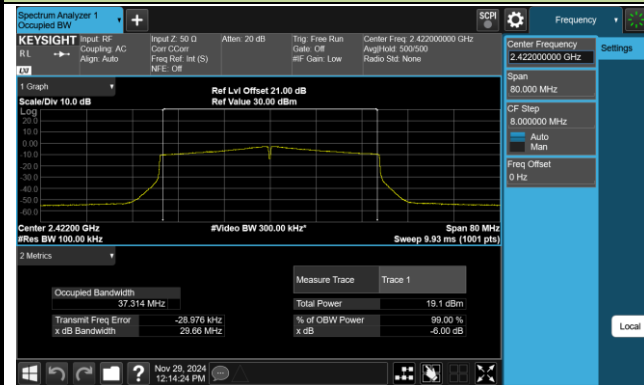 Spectrum Analyzer 1
Occupied BW
SCPI
Frequency
KEYSIGHT
Input: RF
Coupling: AC
Align: Auto
Input Z: 50 Ω
Corr CCorr
Freq Ref: Int (S)
NFE: Off
Atten: 20 dB
Trig: Free Run
Gate: Off
#IF Gain: Low
Center Freq: 2.422000000 GHz
Avg|Hold: 500/500
Radio Std: None
RL
LXI
Center Frequency
2.422000000 GHz
Settings
Span
80.000 MHz
CF Step
8.000000 MHz
Auto
Man
Freq Offset
0 Hz
1 Graph
Scale/Div 10.0 dB
Ref Lvl Offset 21.00 dB
Ref Value 30.00 dBm
Log
20.0
10.0
0.00
-10.0
-20.0
-30.0
-40.0
-50.0
-60.0
Center 2.42200 GHz
#Res BW 100.00 kHz
#Video BW 300.00 kHz*
Span 80 MHz
Sweep 9.93 ms (1001 pts)
2 Metrics
Measure Trace
Trace 1
Occupied Bandwidth
37.314 MHz
Total Power
19.1 dBm
Transmit Freq Error
-28.976 kHz
% of OBW Power
99.00 %
x dB Bandwidth
29.66 MHz
x dB
-6.00 dB
Local
Nov 29, 2024
12:14:24 PM